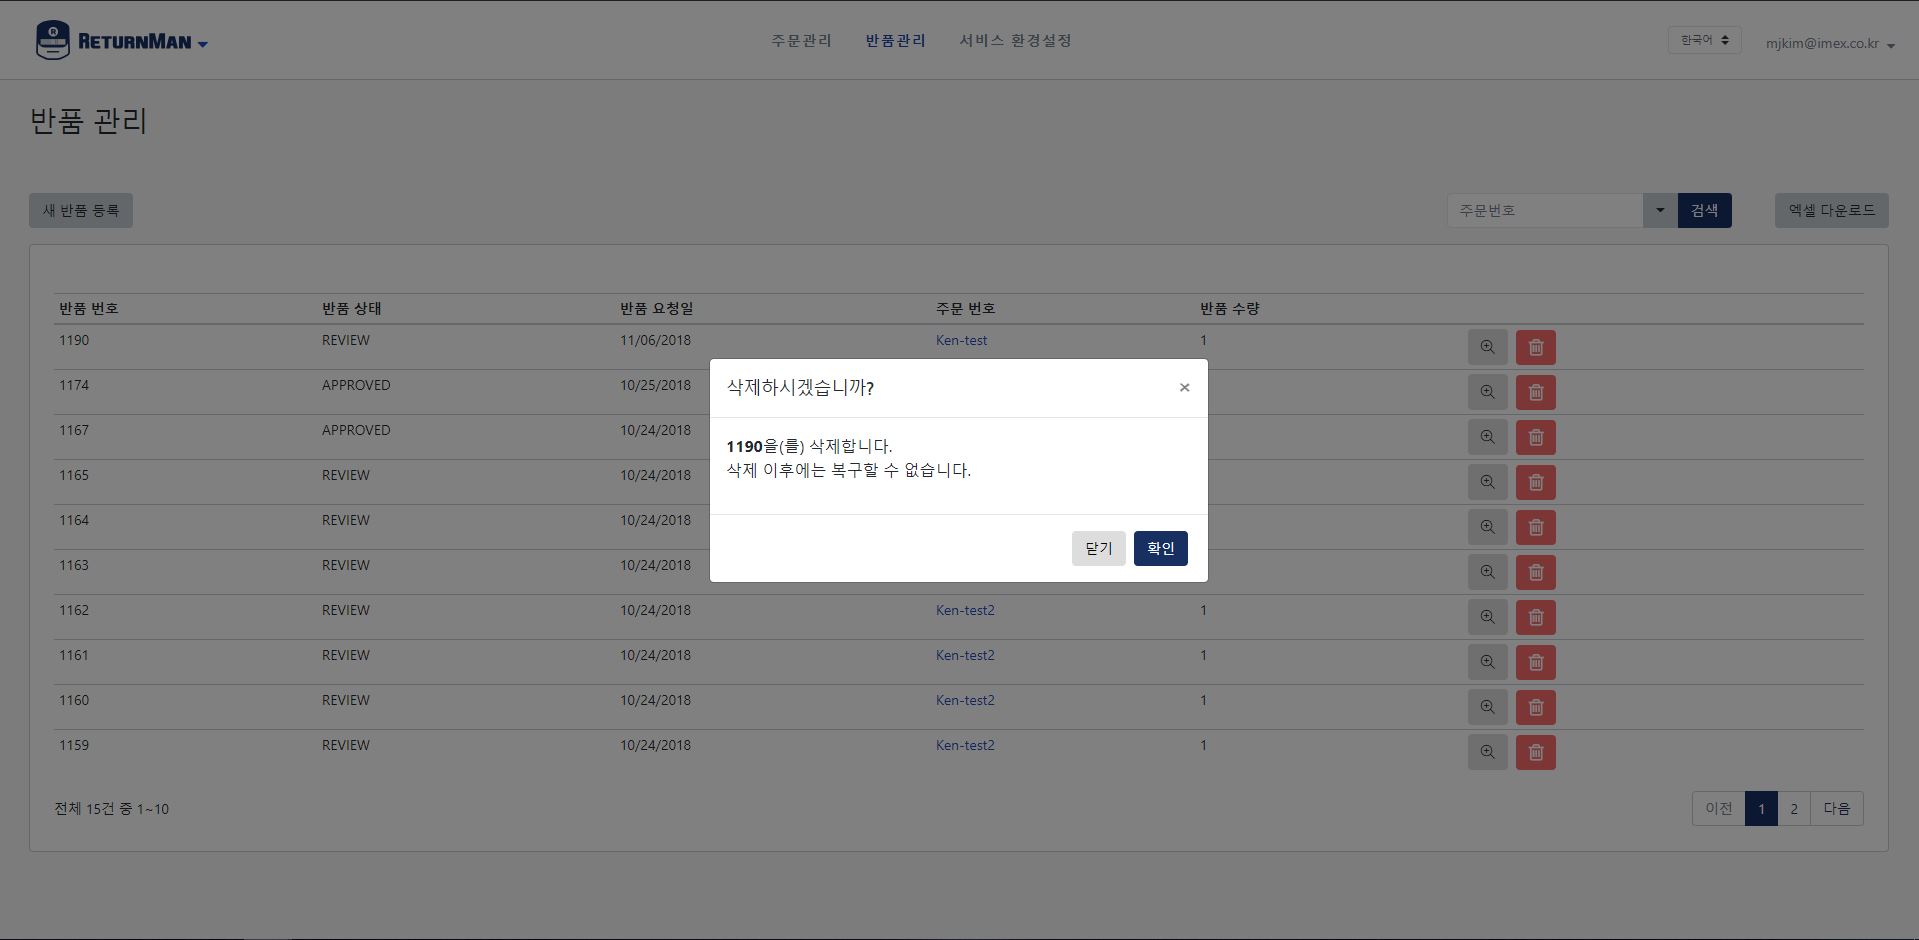 R RETURNMAN
주문관리 반품관리 서비스 환경설정
한국어 mjkim@imex.co.kr
반품 관리
새 반품 등록 주문번호 검색 엑셀 다운로드
반품 번호 반품 상태 반품 요청일 주문 번호 반품 수량
1190 REVIEW 11/06/2018 Ken-test 1
1174 APPROVED 10/25/2018
1167 APPROVED 10/24/2018
1165 REVIEW 10/24/2018
1164 REVIEW 10/24/2018
1163 REVIEW 10/24/2018
삭제하시겠습니까? ×
1190을(를) 삭제합니다.
삭제 이후에는 복구할 수 없습니다.
닫기 확인
1162 REVIEW 10/24/2018 Ken-test2 1
1161 REVIEW 10/24/2018 Ken-test2 1
1160 REVIEW 10/24/2018 Ken-test2 1
1159 REVIEW 10/24/2018 Ken-test2 1
전체 15건 중 1~10 이전 1 2 다음